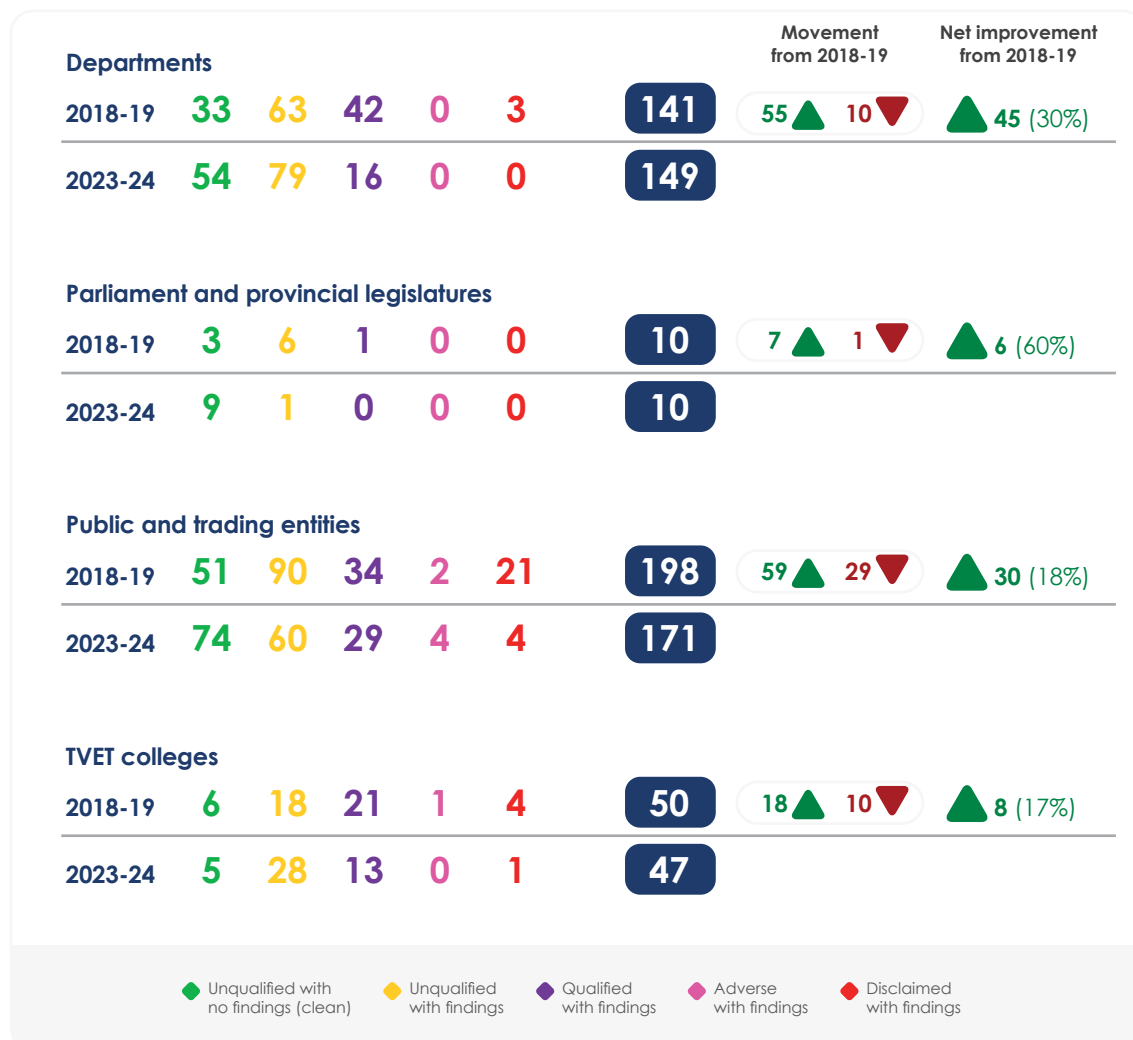 Movement
from 2018-19
Net improvement
from 2018-19
Departments
2018-19 33 63 42 0 3 141 55 10 45 (30%)
2023-24 54 79 16 0 0 149
Parliament and provincial legislatures
2018-19 3 6 1 0 0 10 7 1 6 (60%)
2023-24 9 1 0 0 0 10
Public and trading entities
2018-19 51 90 34 2 21 198 59 29 30 (18%)
2023-24 74 60 29 4 4 171
TVET colleges
2018-19 6 18 21 1 4 50 18 10 8 (17%)
2023-24 5 28 13 0 1 47
Unqualified with
no findings (clean)
Unqualified
with findings
Qualified
with findings
Adverse
with findings
Disclaimed
with findings